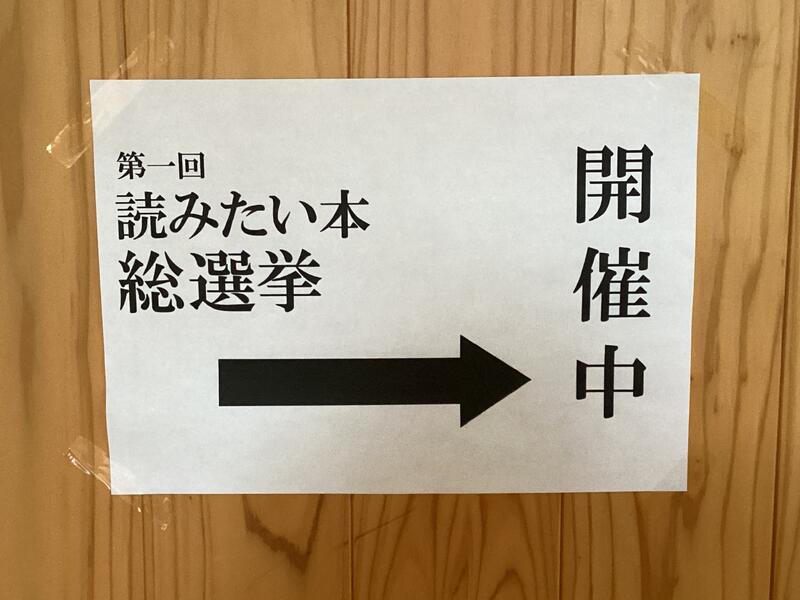 第一回
読みたい本
総選挙
開催中